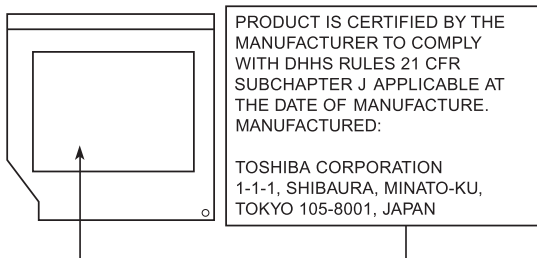 PRODUCT IS CERTIFIED BY THE
MANUFACTURER TO COMPLY
WITH DHHS RULES 21 CFR
SUBCHAPTER J APPLICABLE AT
THE DATE OF MANUFACTURE.
MANUFACTURED:
TOSHIBA CORPORATION
1-1-1, SHIBAURA, MINATO-KU,
TOKYO 105-8001, JAPAN